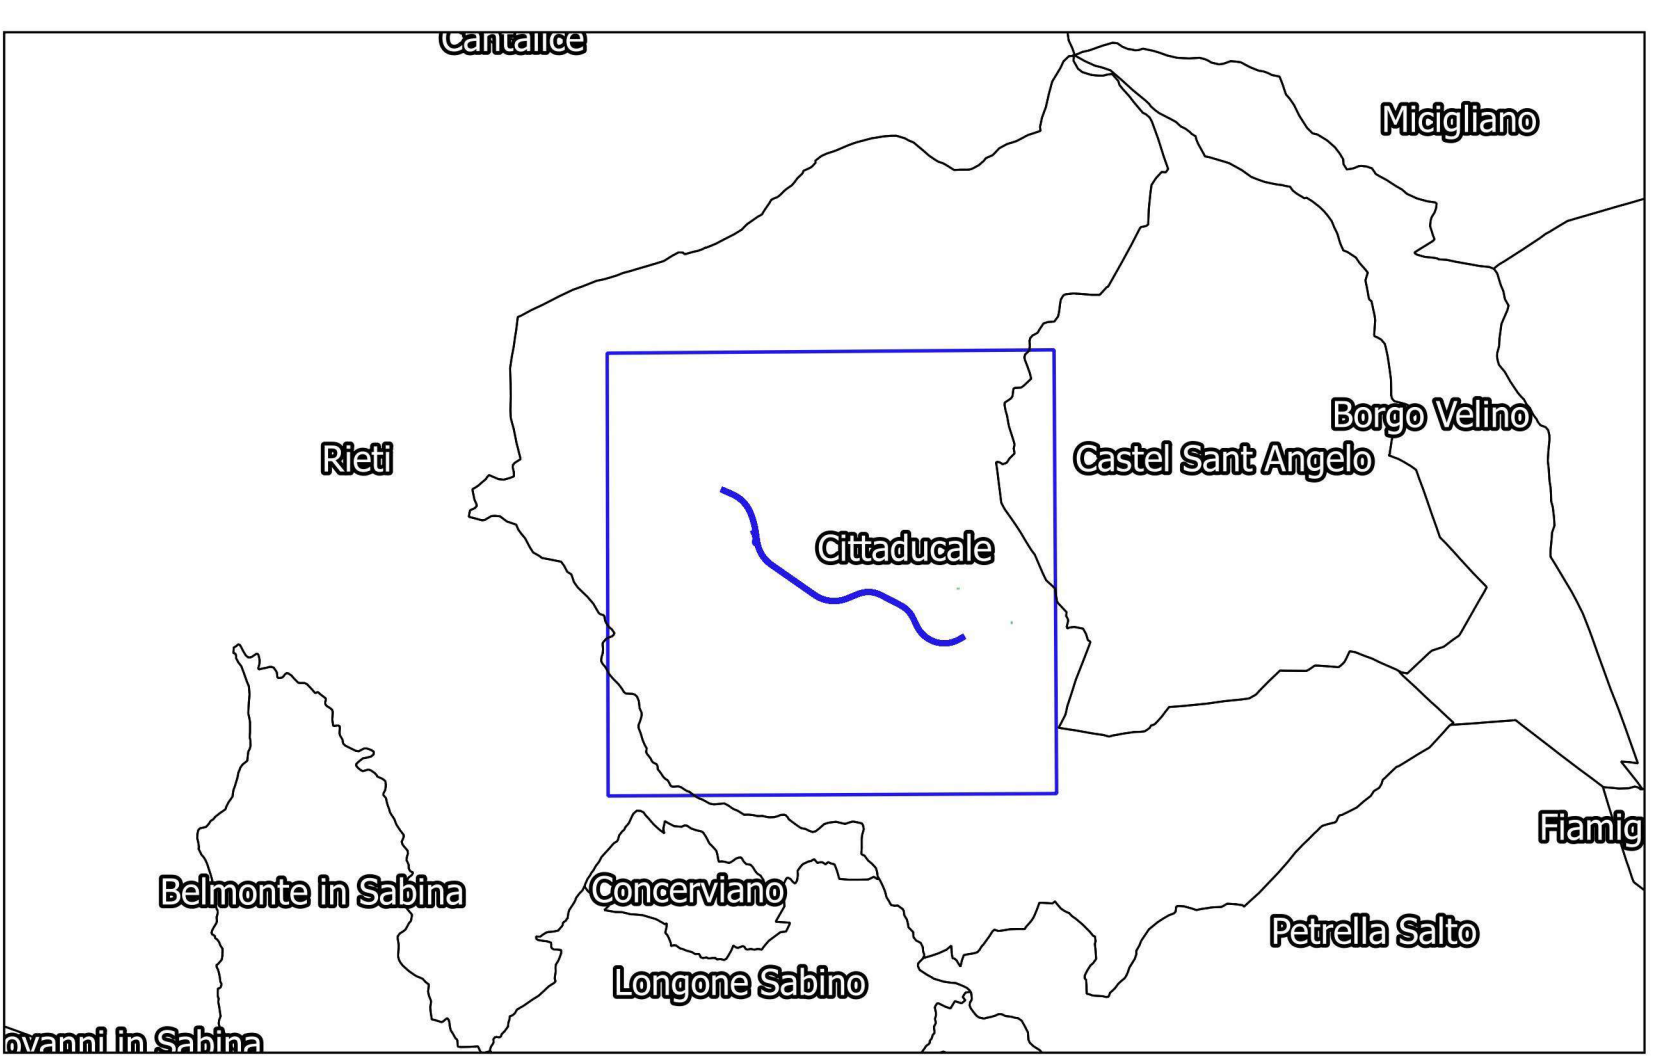 Cantalice
Micigliano
Borgo Velino
Rieti
Castel Sant Angelo
Cittaducale
Fiamig
Belmonte in Sabina
Concerviano
Petrella Salto
Longone Sabino
ovanni in Sabina